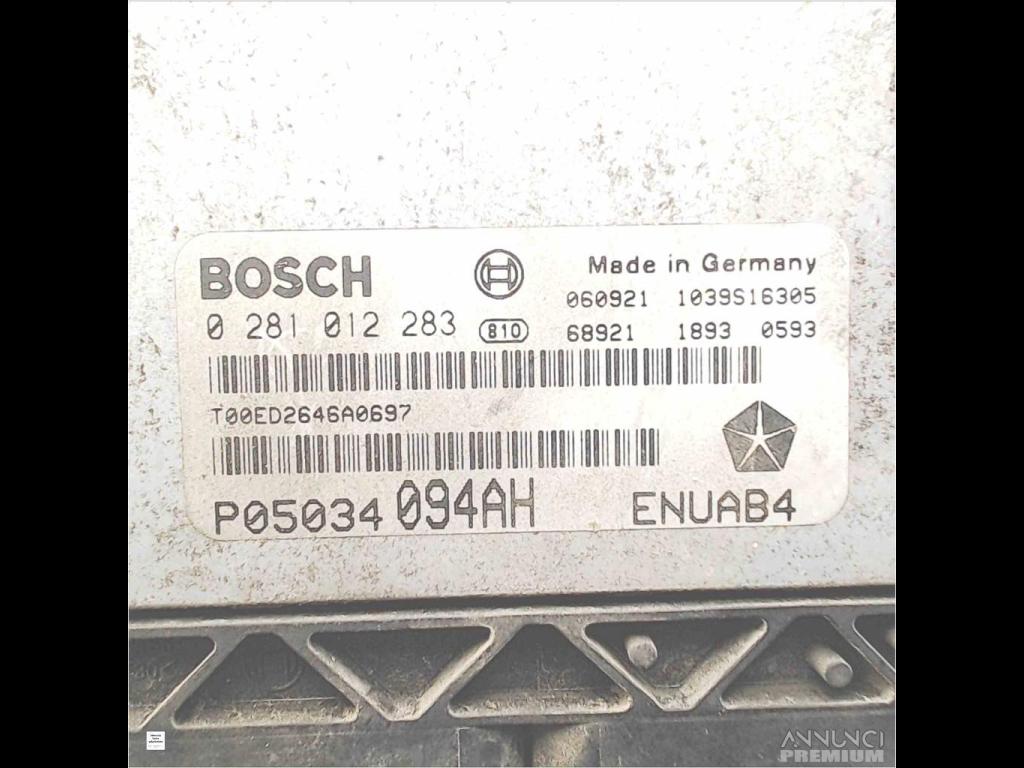 BOSCH
Made in Germany
060921 1039S16305
0 281 012 283 810 68921 1893 0593
T00ED2646A0697
P05034 094AH ENUAB4
ANNUNCI
PREMIUM